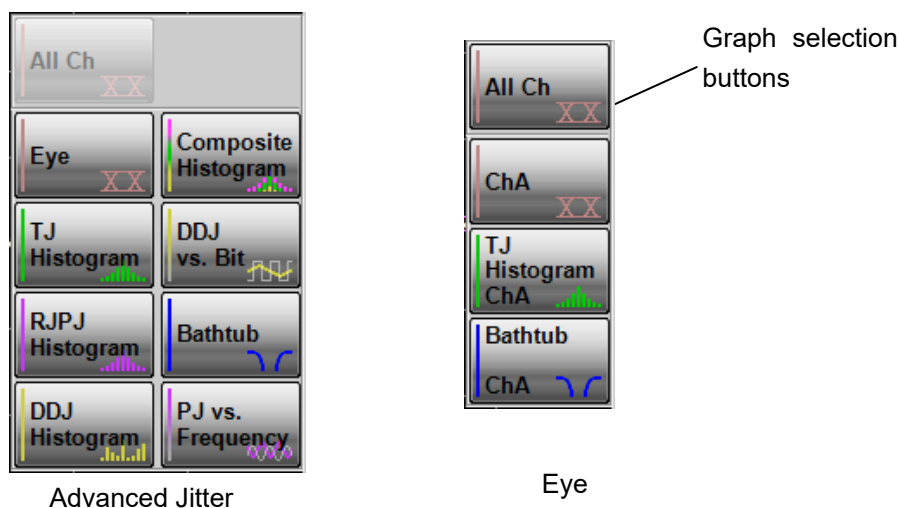 All Ch
Eye
Composite
Histogram
TJ
Histogram
DDJ
vs. Bit
RJPJ
Histogram
Bathtub
DDJ
Histogram
PJ vs.
Frequency
Advanced Jitter
All Ch
ChA
TJ
Histogram
ChA
Bathtub
ChA
Eye
Graph selection
buttons